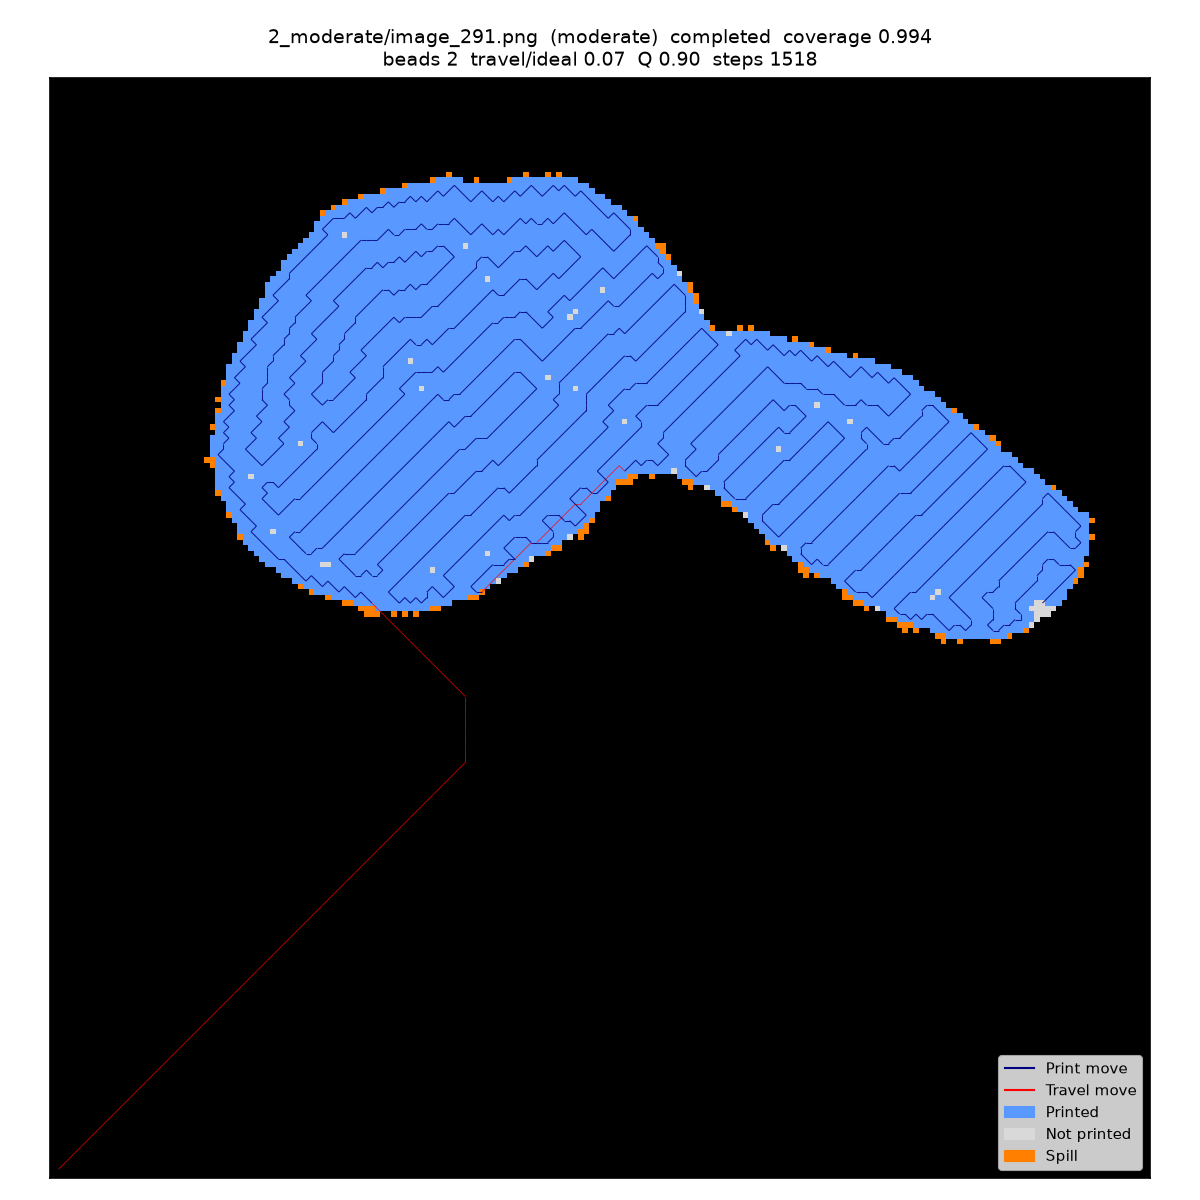 2_moderate/image_291.png  (moderate)  completed  coverage 0.994
beads 2  travel/ideal 0.07  Q 0.90  steps 1518
Print move
Travel move
Printed
Not printed
Spill